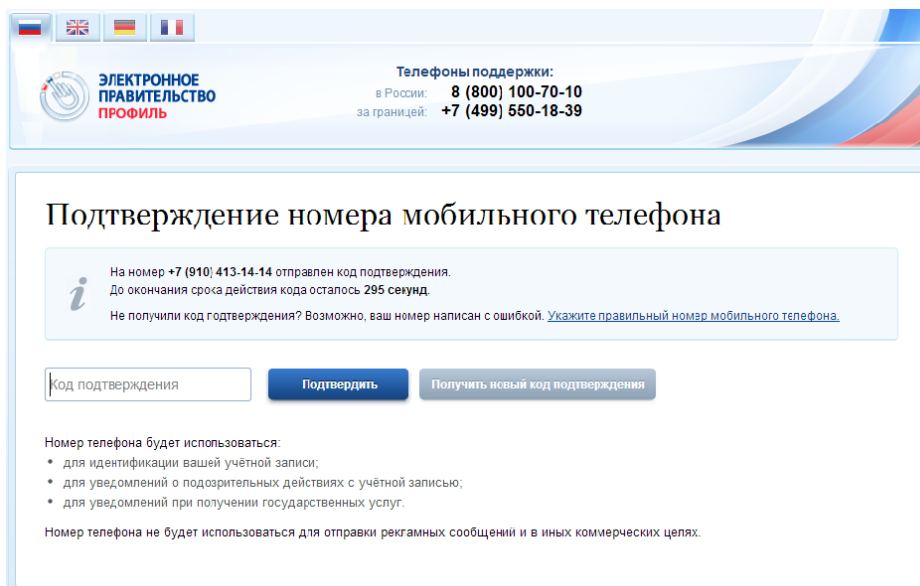 ЭЛЕКТРОННОЕ
ПРАВИТЕЛЬСТВО
ПРОФИЛЬ
Телефоны поддержки:
в России: 8 (800) 100-70-10
за границей: +7 (499) 550-18-39
Подтверждение номера мобильного телефона
На номер +7 (910) 413-14-14 отправлен код подтверждения.
До окончания срока действия кода осталось 295 секунд.
Не получили код подтверждения? Возможно, ваш номер написан с ошибкой. Укажите правильный номер мобильного телефона.
Код подтверждения
Подтвердить
Получить новый код подтверждения
Номер телефона будет использоваться:
• для идентификации вашей учётной записи;
• для уведомлений о подозрительных действиях с учётной записью;
• для уведомлений при получении государственных услуг.
Номер телефона не будет использоваться для отправки рекламных сообщений и в иных коммерческих целях.